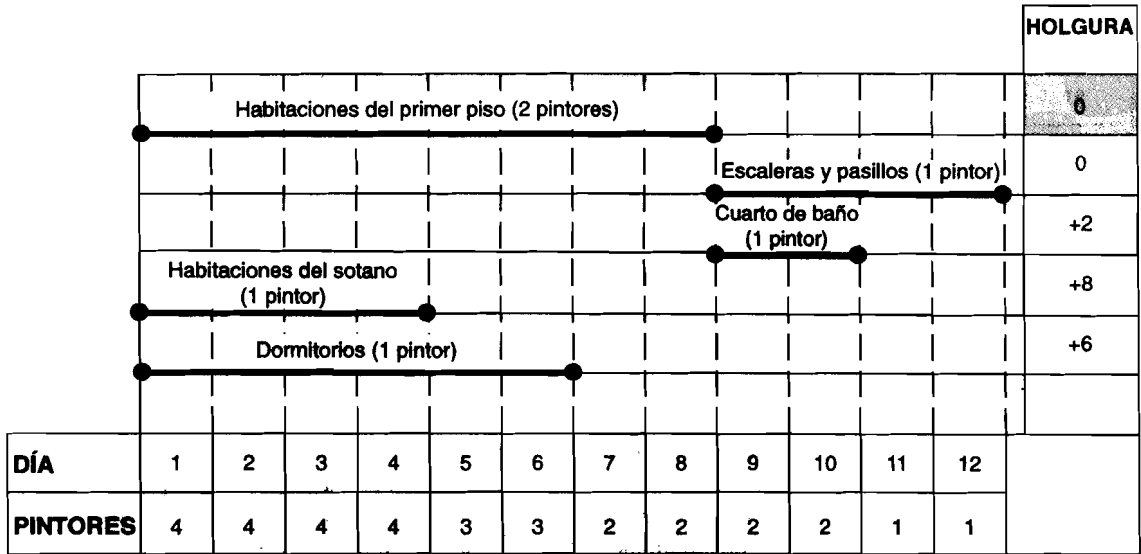 HOLGURA
Habitaciones del primer piso (2 pintores)
0
Escaleras y pasillos (1 pintor)
0
Cuarto de baño
(1 pintor)
+2
Habitaciones del sotano
(1 pintor)
+8
Dormitorios (1 pintor)
+6
DÍA 1 2 3 4 5 6 7 8 9 10 11 12
PINTORES 4 4 4 4 3 3 2 2 2 2 1 1